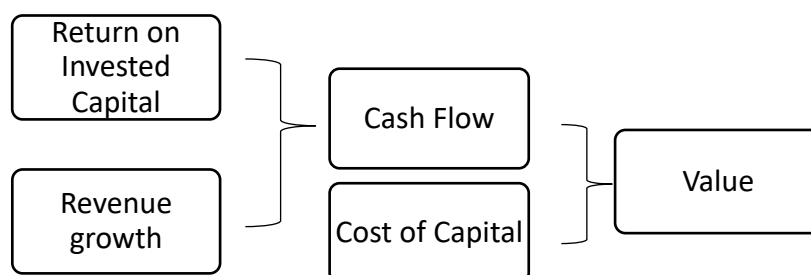 Return on
Invested
Capital
Revenue
growth
Cash Flow
Cost of Capital
Value